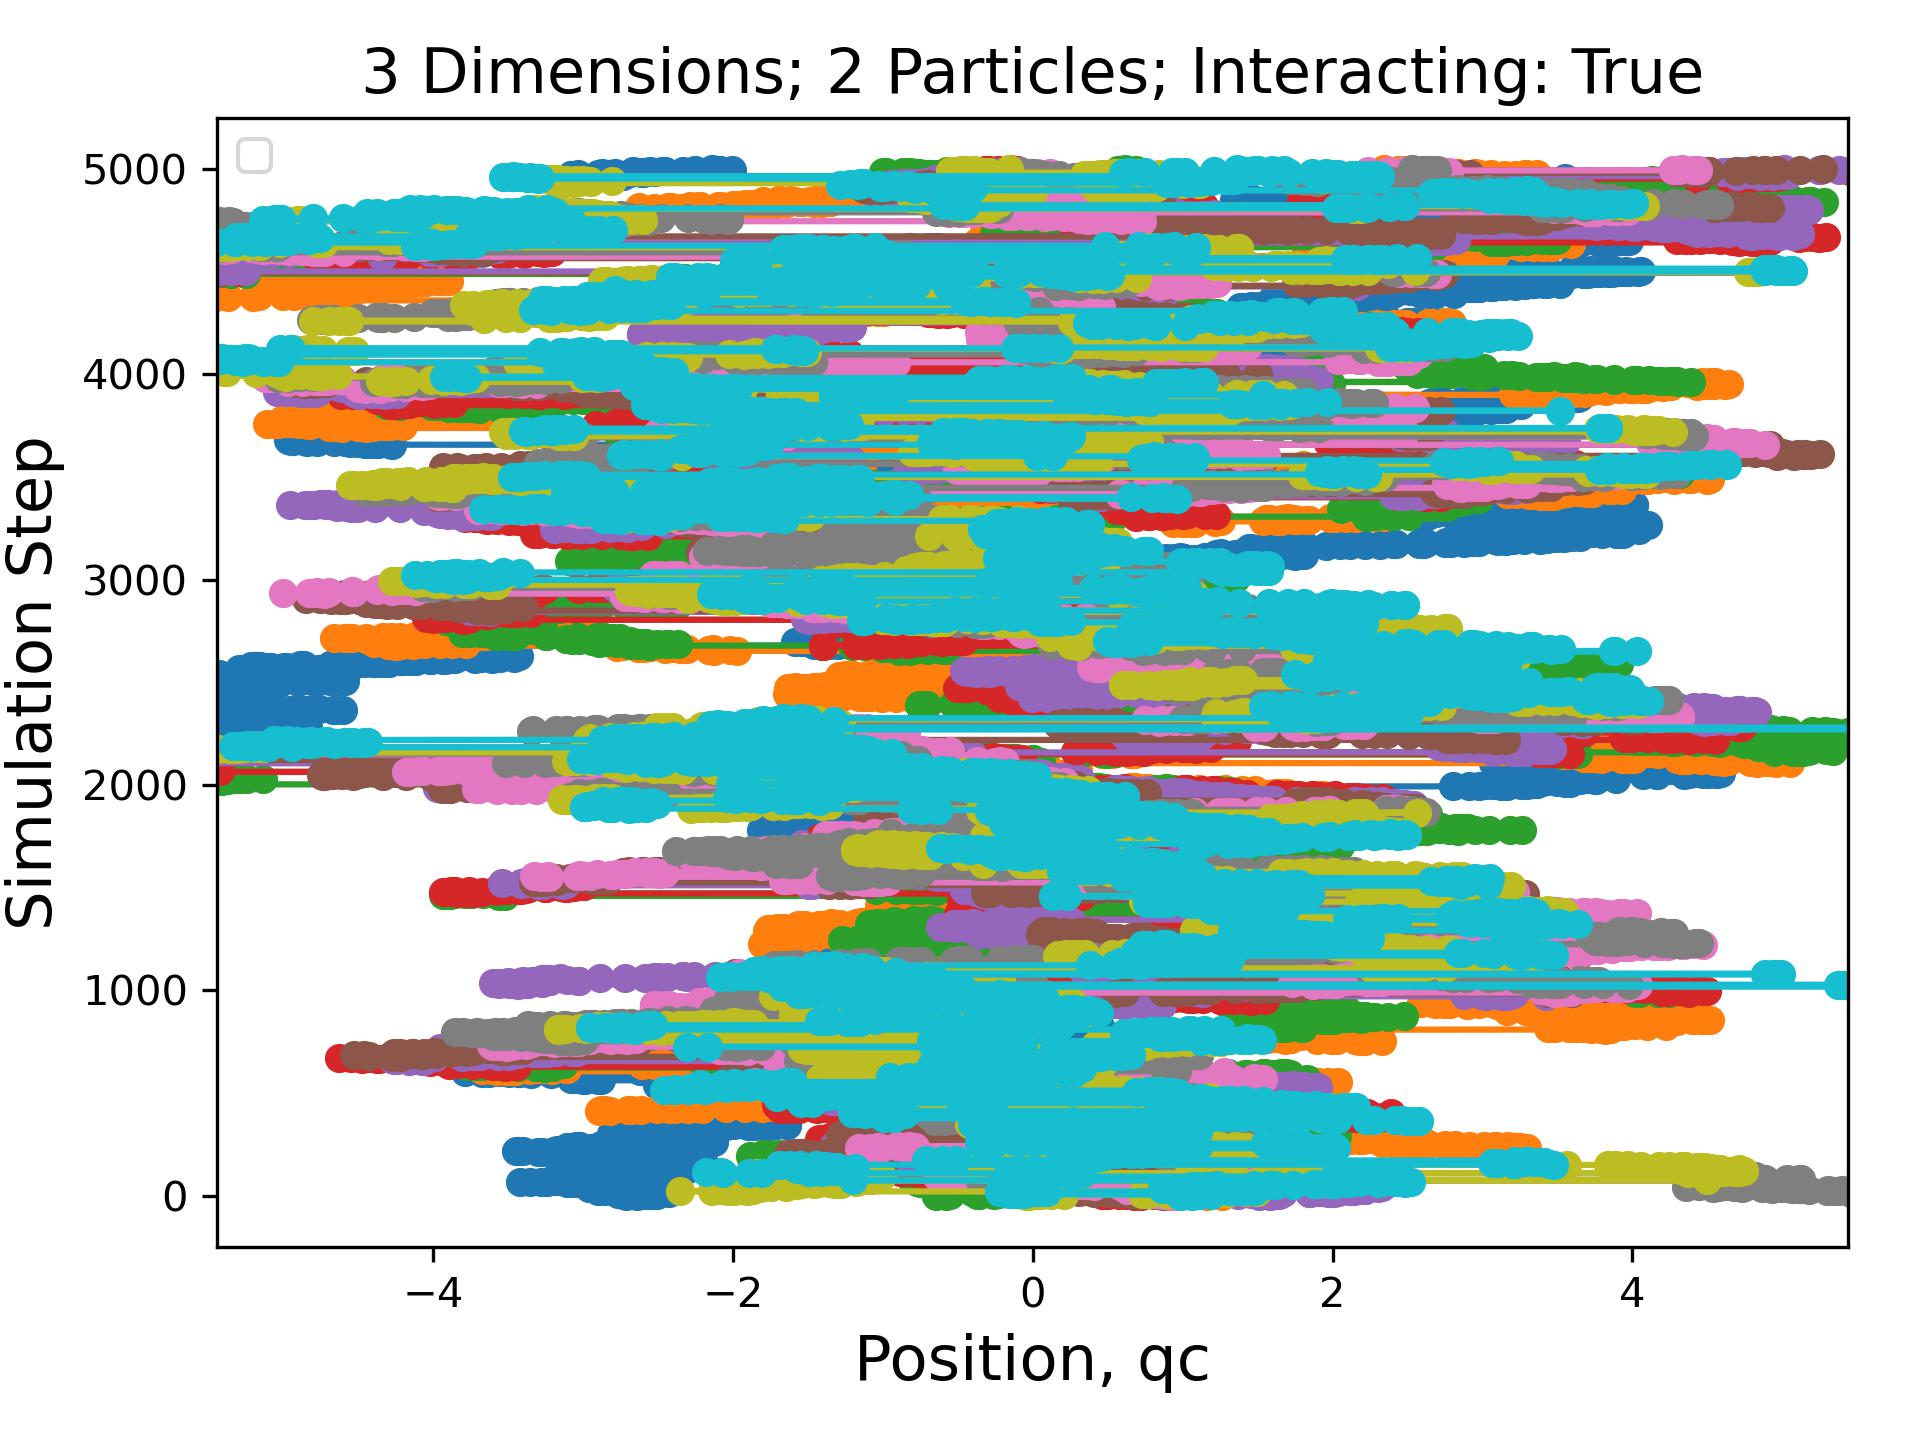 3 Dimensions; 2 Particles; Interacting: True
5000
4000
3000
2000
1000
0
Simulation Step
−4 −2 0 2 4
Position, qc